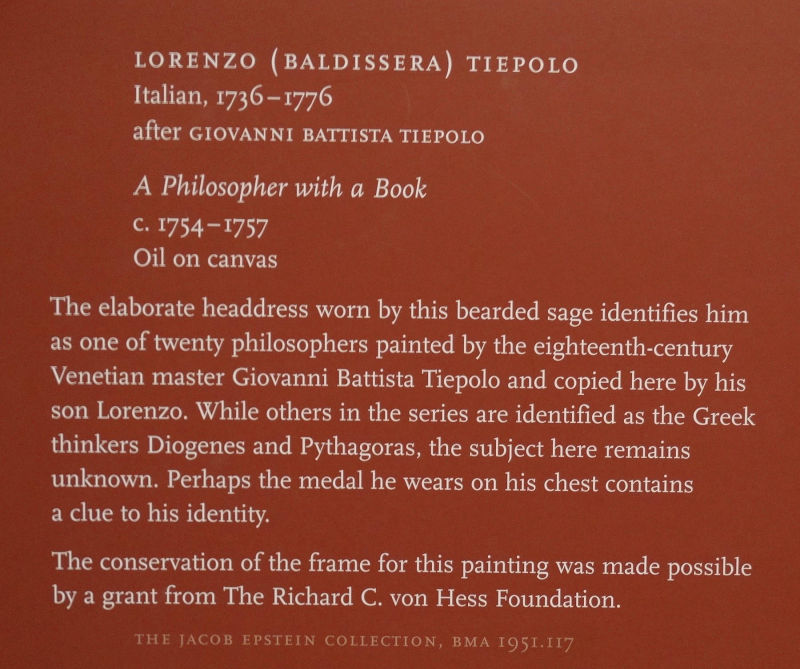 LORENZO (BALDISSERA) TIEPOLO
Italian, 1736–1776
after GIOVANNI BATTISTA TIEPOLO
A Philosopher with a Book
c. 1754–1757
Oil on canvas
The elaborate headdress worn by this bearded sage identifies him
as one of twenty philosophers painted by the eighteenth-century
Venetian master Giovanni Battista Tiepolo and copied here by his
son Lorenzo. While others in the series are identified as the Greek
thinkers Diogenes and Pythagoras, the subject here remains
unknown. Perhaps the medal he wears on his chest contains
a clue to his identity.
The conservation of the frame for this painting was made possible
by a grant from The Richard C. von Hess Foundation.
THE JACOB EPSTEIN COLLECTION, BMA 1951.117